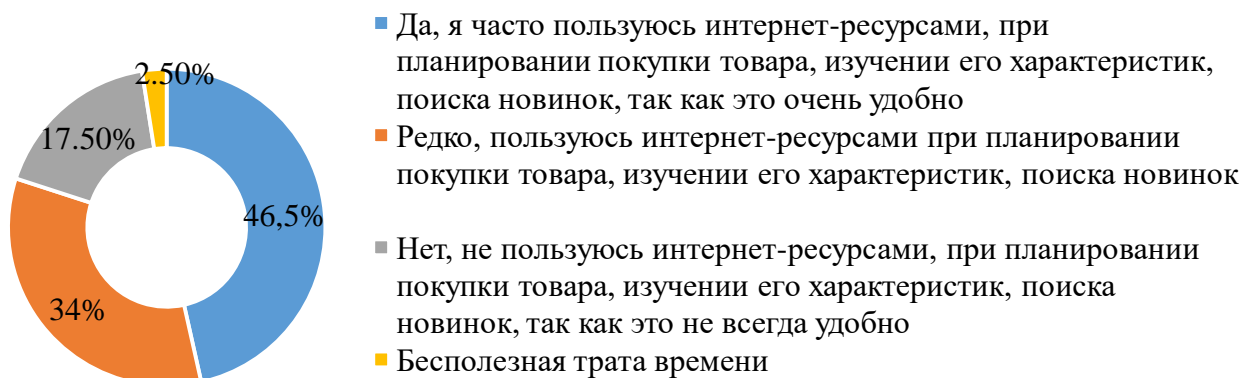 2.50%
17.50%
46,5%
34%
Да, я часто пользуюсь интернет-ресурсами, при
планировании покупки товара, изучении его характеристик,
поиска новинок, так как это очень удобно
Редко, пользуюсь интернет-ресурсами при планировании
покупки товара, изучении его характеристик, поиска новинок
Нет, не пользуюсь интернет-ресурсами, при планировании
покупки товара, изучении его характеристик, поиска
новинок, так как это не всегда удобно
Бесполезная трата времени